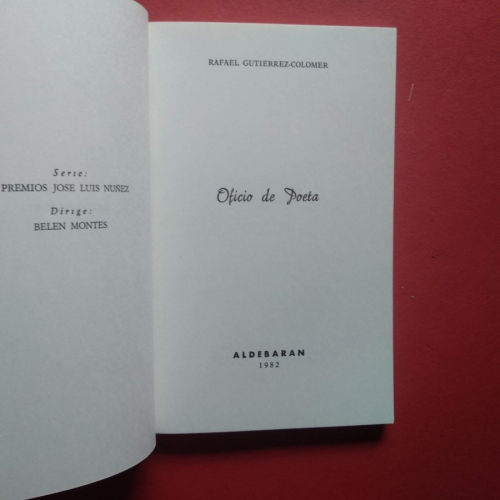 Serie:
PREMIOS JOSE LUIS NUÑEZ
Dirige:
BELEN MONTES
RAFAEL GUTIERREZ-COLOMER
Oficio de Poeta
ALDEBARAN
1982